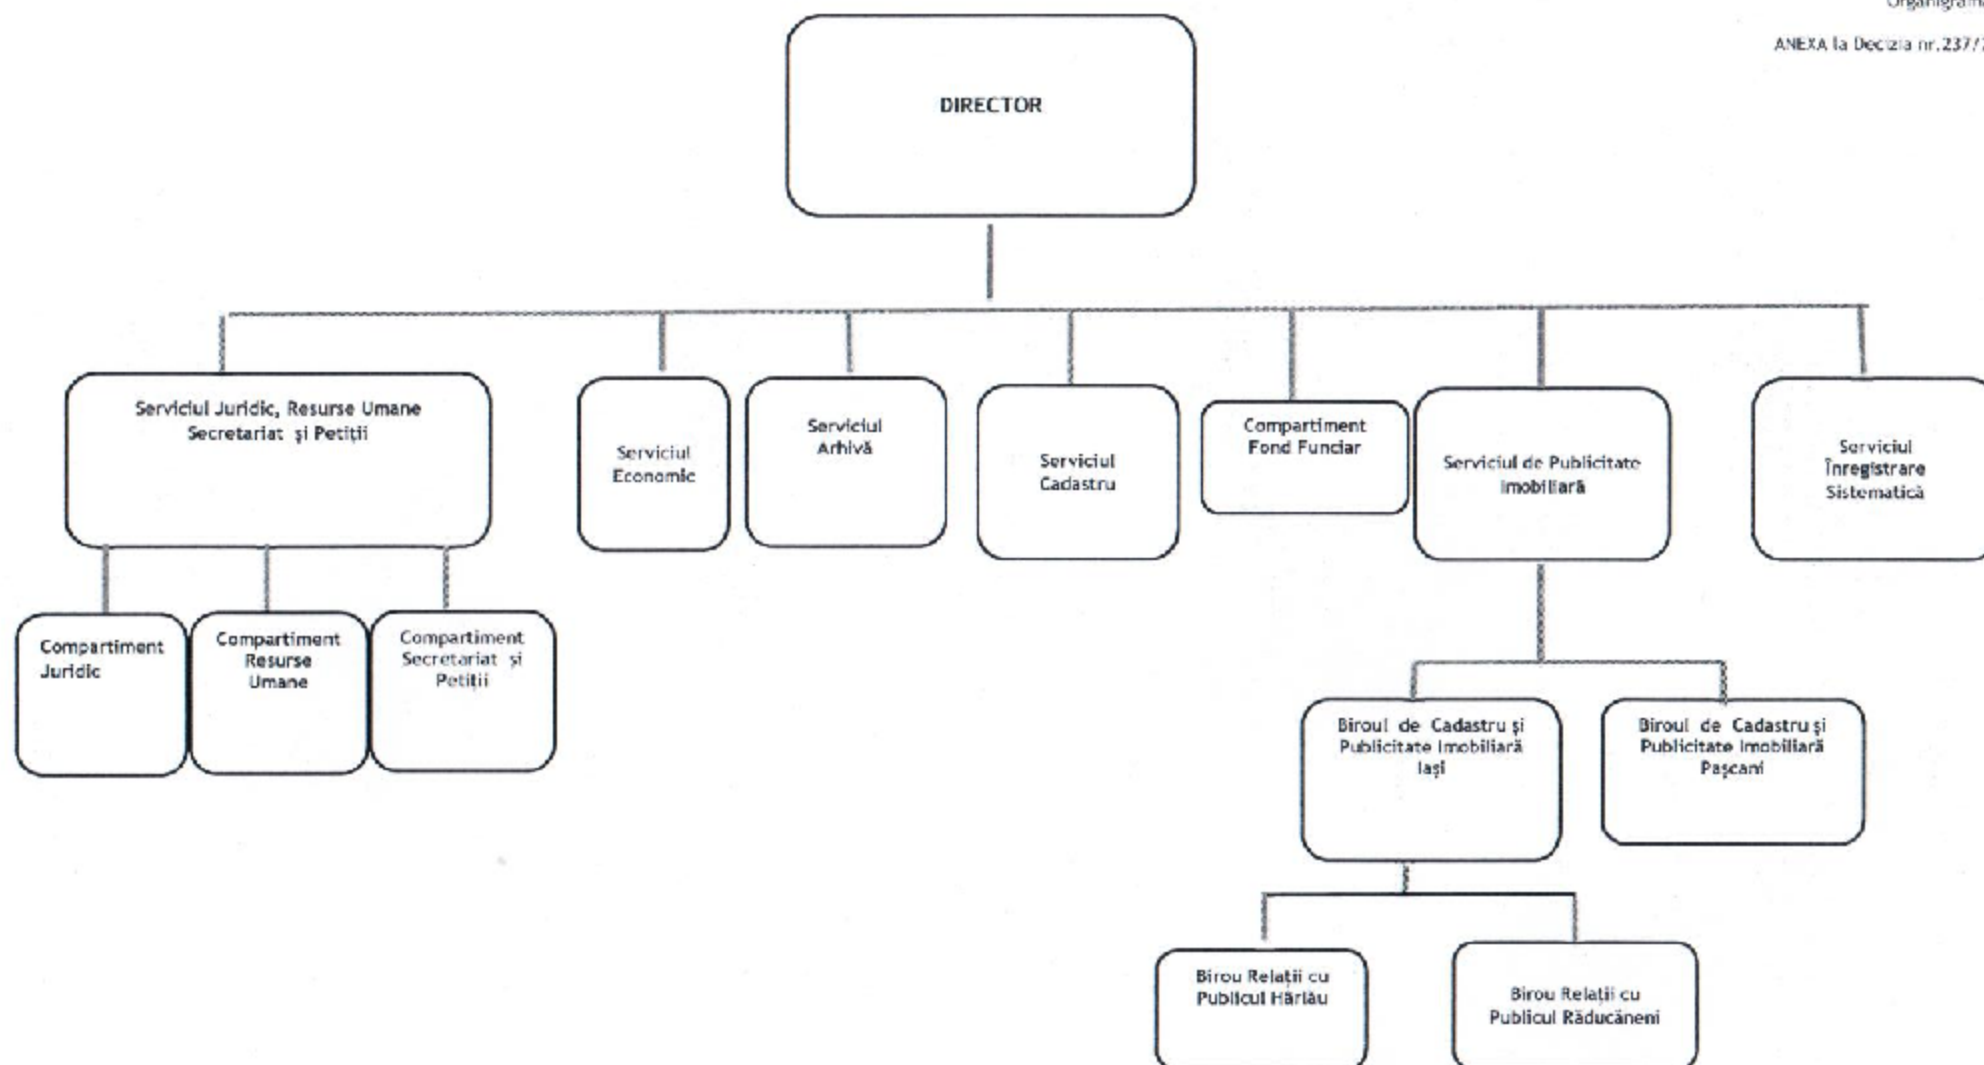 Organigrama
ANEXA la Decizia nr.237/
DIRECTOR
Serviciul Juridic, Resurse Umane
Secretariat și Petiții
Serviciul
Economic
Serviciul
Arhivă
Serviciul
Cadastru
Compartiment
Fond Funciar
Serviciul de Publicitate
Imobiliară
Serviciul
Înregistrare
Sistematică
Compartiment
Juridic
Compartiment
Resurse
Umane
Compartiment
Secretariat și
Petiții
Biroul de Cadastru și
Publicitate Imobiliară
Iași
Biroul de Cadastru și
Publicitate Imobiliară
Pașcani
Birou Relații cu
Publicul Hârlău
Birou Relații cu
Publicul Răducăneni